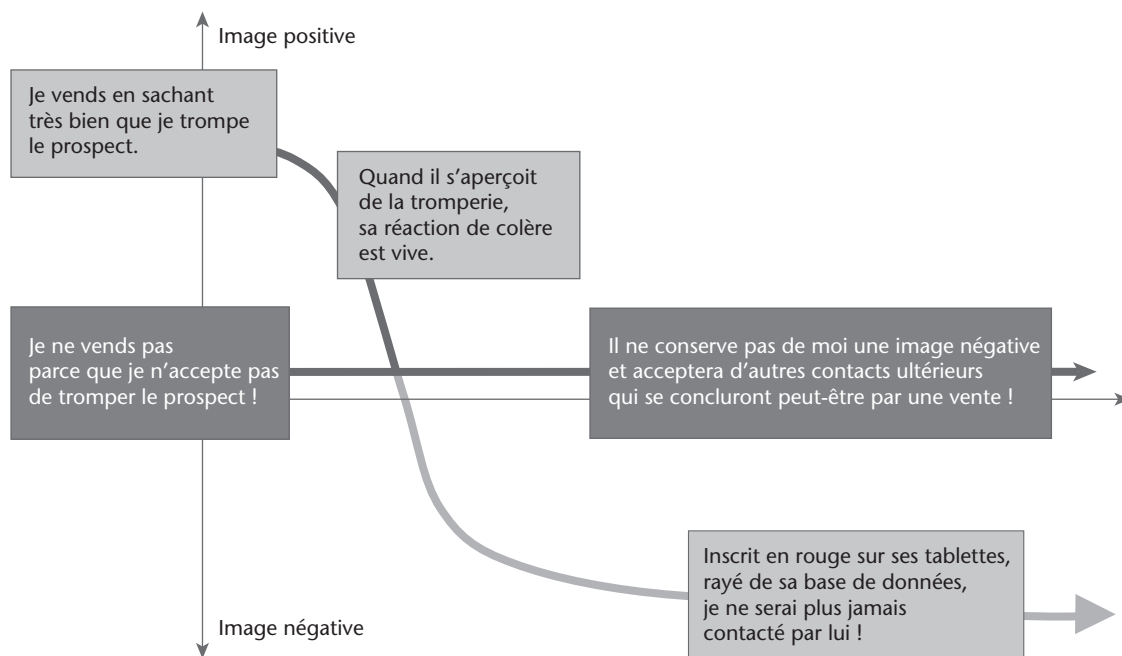 Image positive
Je vends en sachant
très bien que je trompe
le prospect.
Quand il s'aperçoit
de la tromperie,
sa réaction de colère
est vive.
Je ne vends pas
parce que je n'accepte pas
de tromper le prospect !
Il ne conserve pas de moi une image négative
et acceptera d'autres contacts ultérieurs
qui se concluront peut-être par une vente !
Inscrit en rouge sur ses tablettes,
rayé de sa base de données,
je ne serai plus jamais
contacté par lui !
Image négative